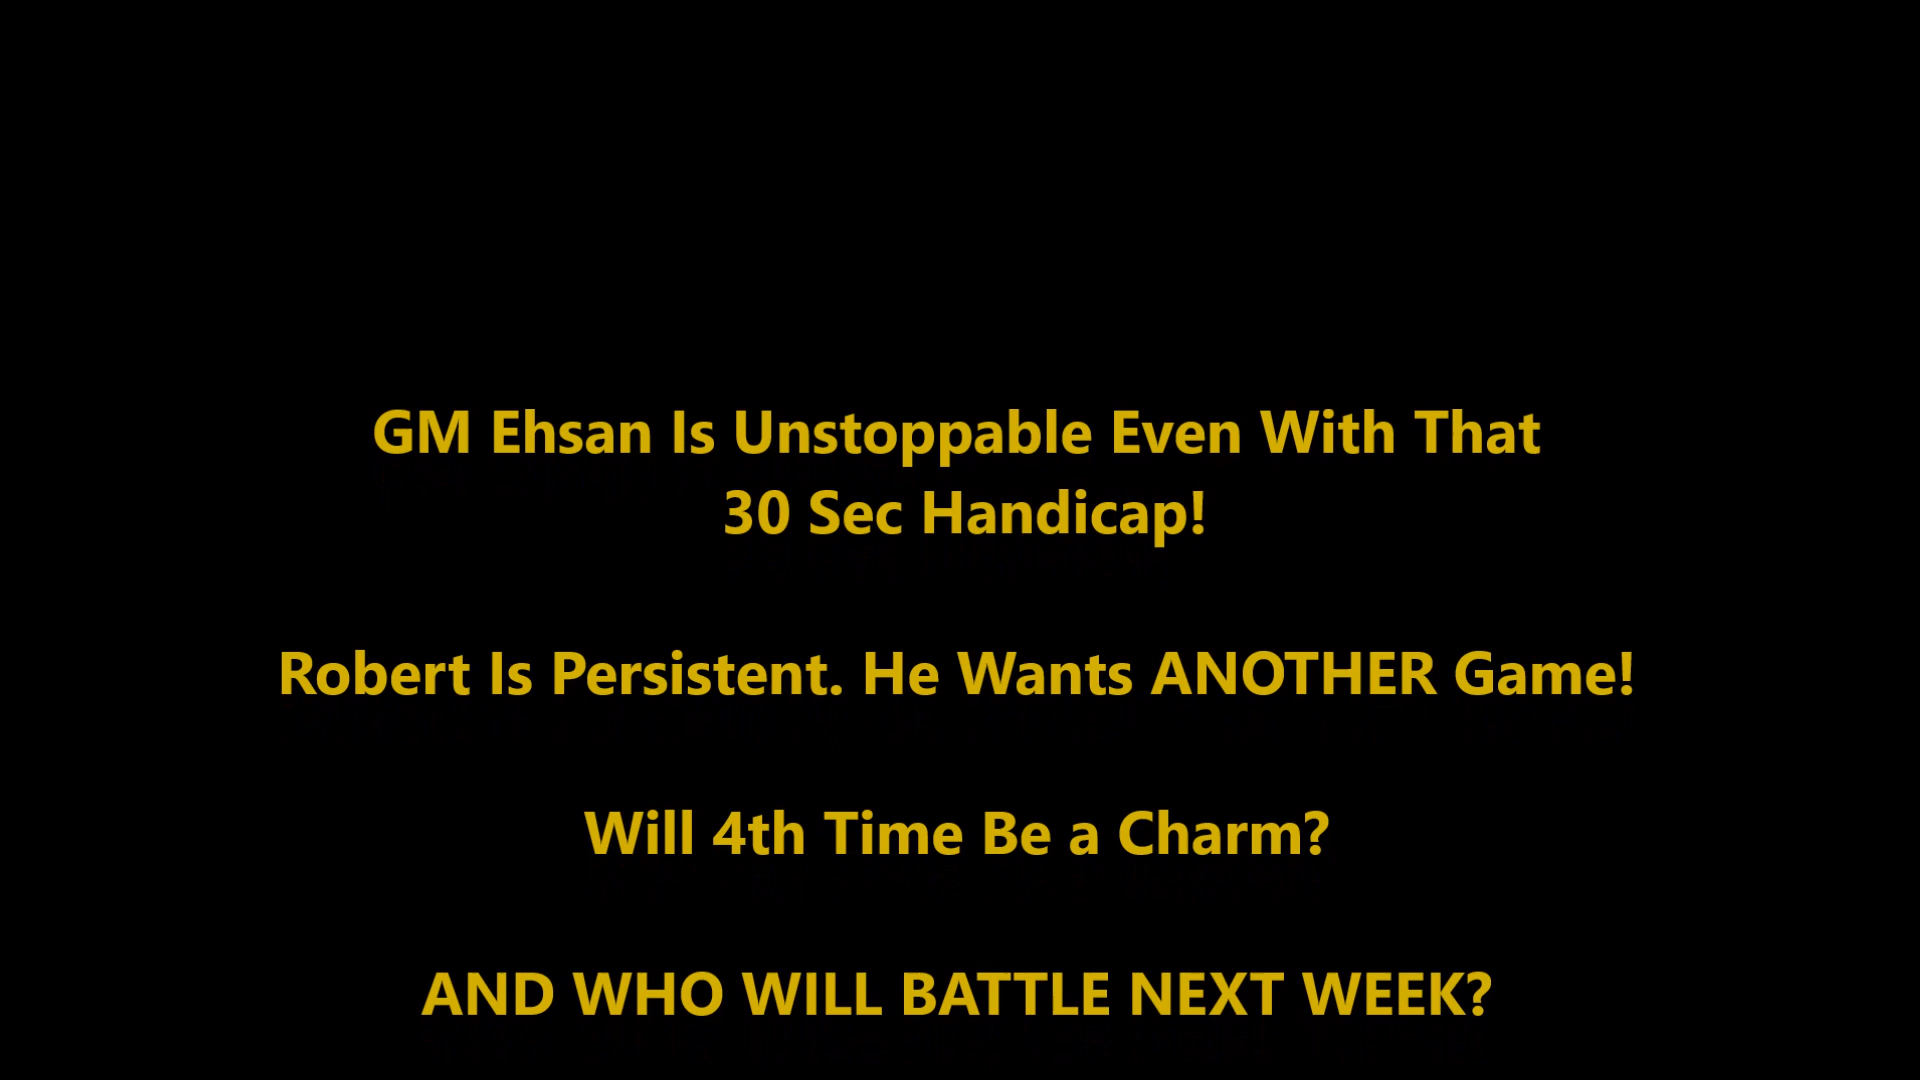 GM Ehsan Is Unstoppable Even With That
30 Sec Handicap!
Robert Is Persistent. He Wants ANOTHER Game!
Will 4th Time Be a Charm?
AND WHO WILL BATTLE NEXT WEEK?